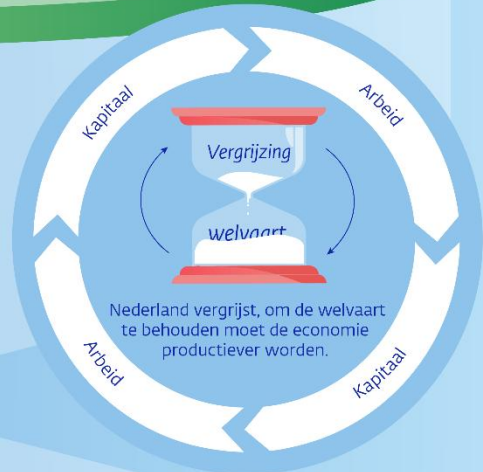 Kapitaal
Arbeid
Vergrijzing
welvaart
Nederland vergrijst, om de welvaart
te behouden moet de economie
productiever worden.
Arbeid
Kapitaal